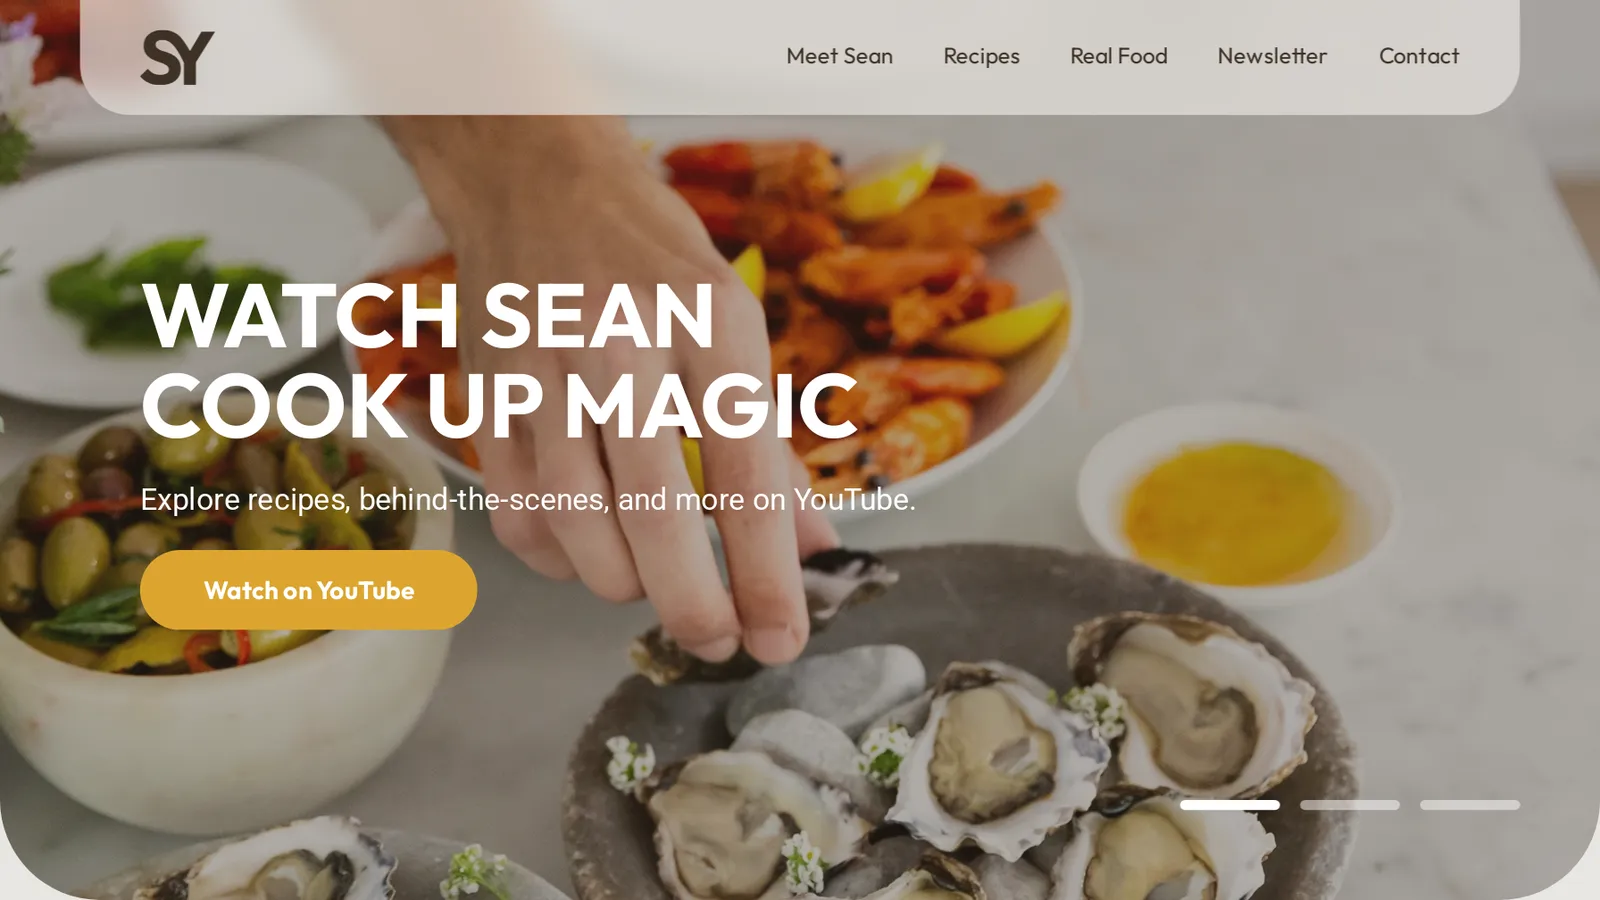 SY
Meet Sean
Recipes
Real Food
Newsletter
Contact
WATCH SEAN
COOK UP MAGIC
Explore recipes, behind-the-scenes, and more on YouTube.
Watch on YouTube